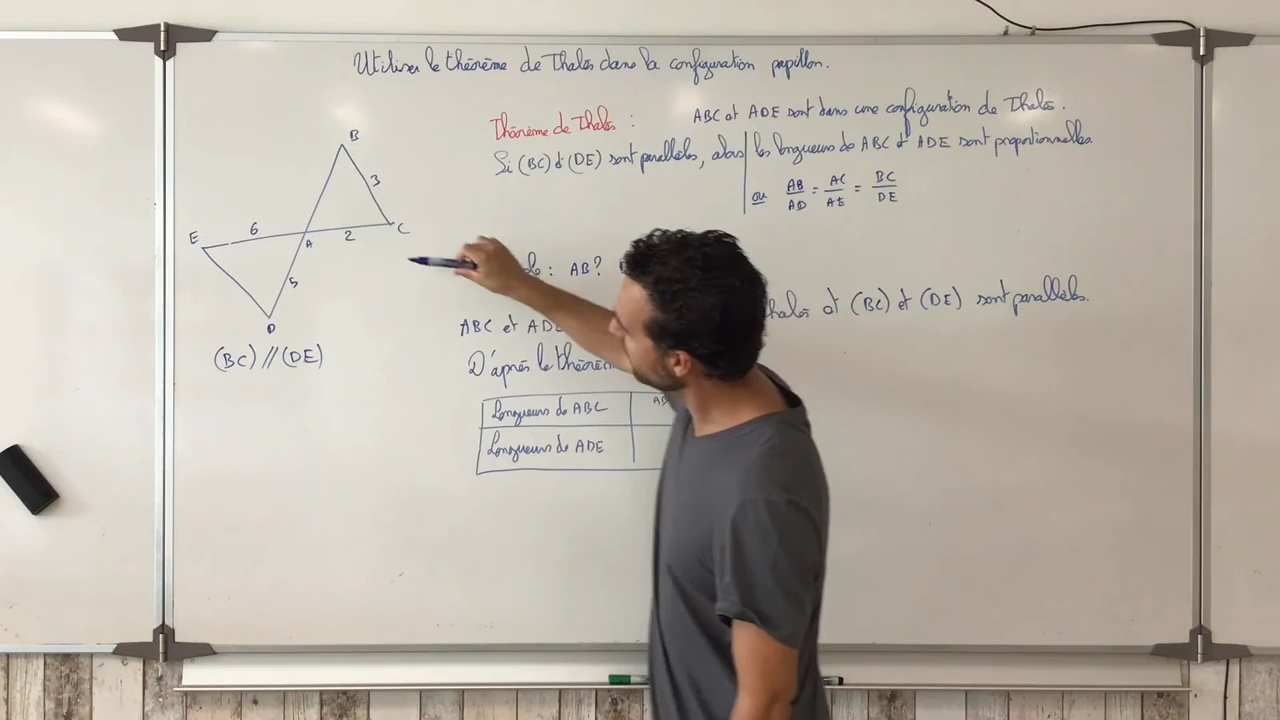 Utiliser le théorème de Thalès dans la configuration papillon.
Théorème de Thalès :
ABC et ADE sont dans une configuration de Thalès.
Si (BC) et (DE) sont parallèles, alors
les longueurs de ABC et ADE sont proportionnelles
ou AB/AD = AC/AE = BC/DE
B
3
E 6 A 2 C
5
D
(BC) // (DE)
: AB?
ABC et ADE
Thalès et (BC) et (DE) sont parallèles.
D'après le théorèm
Longueurs de ABC
Longueurs de ADE